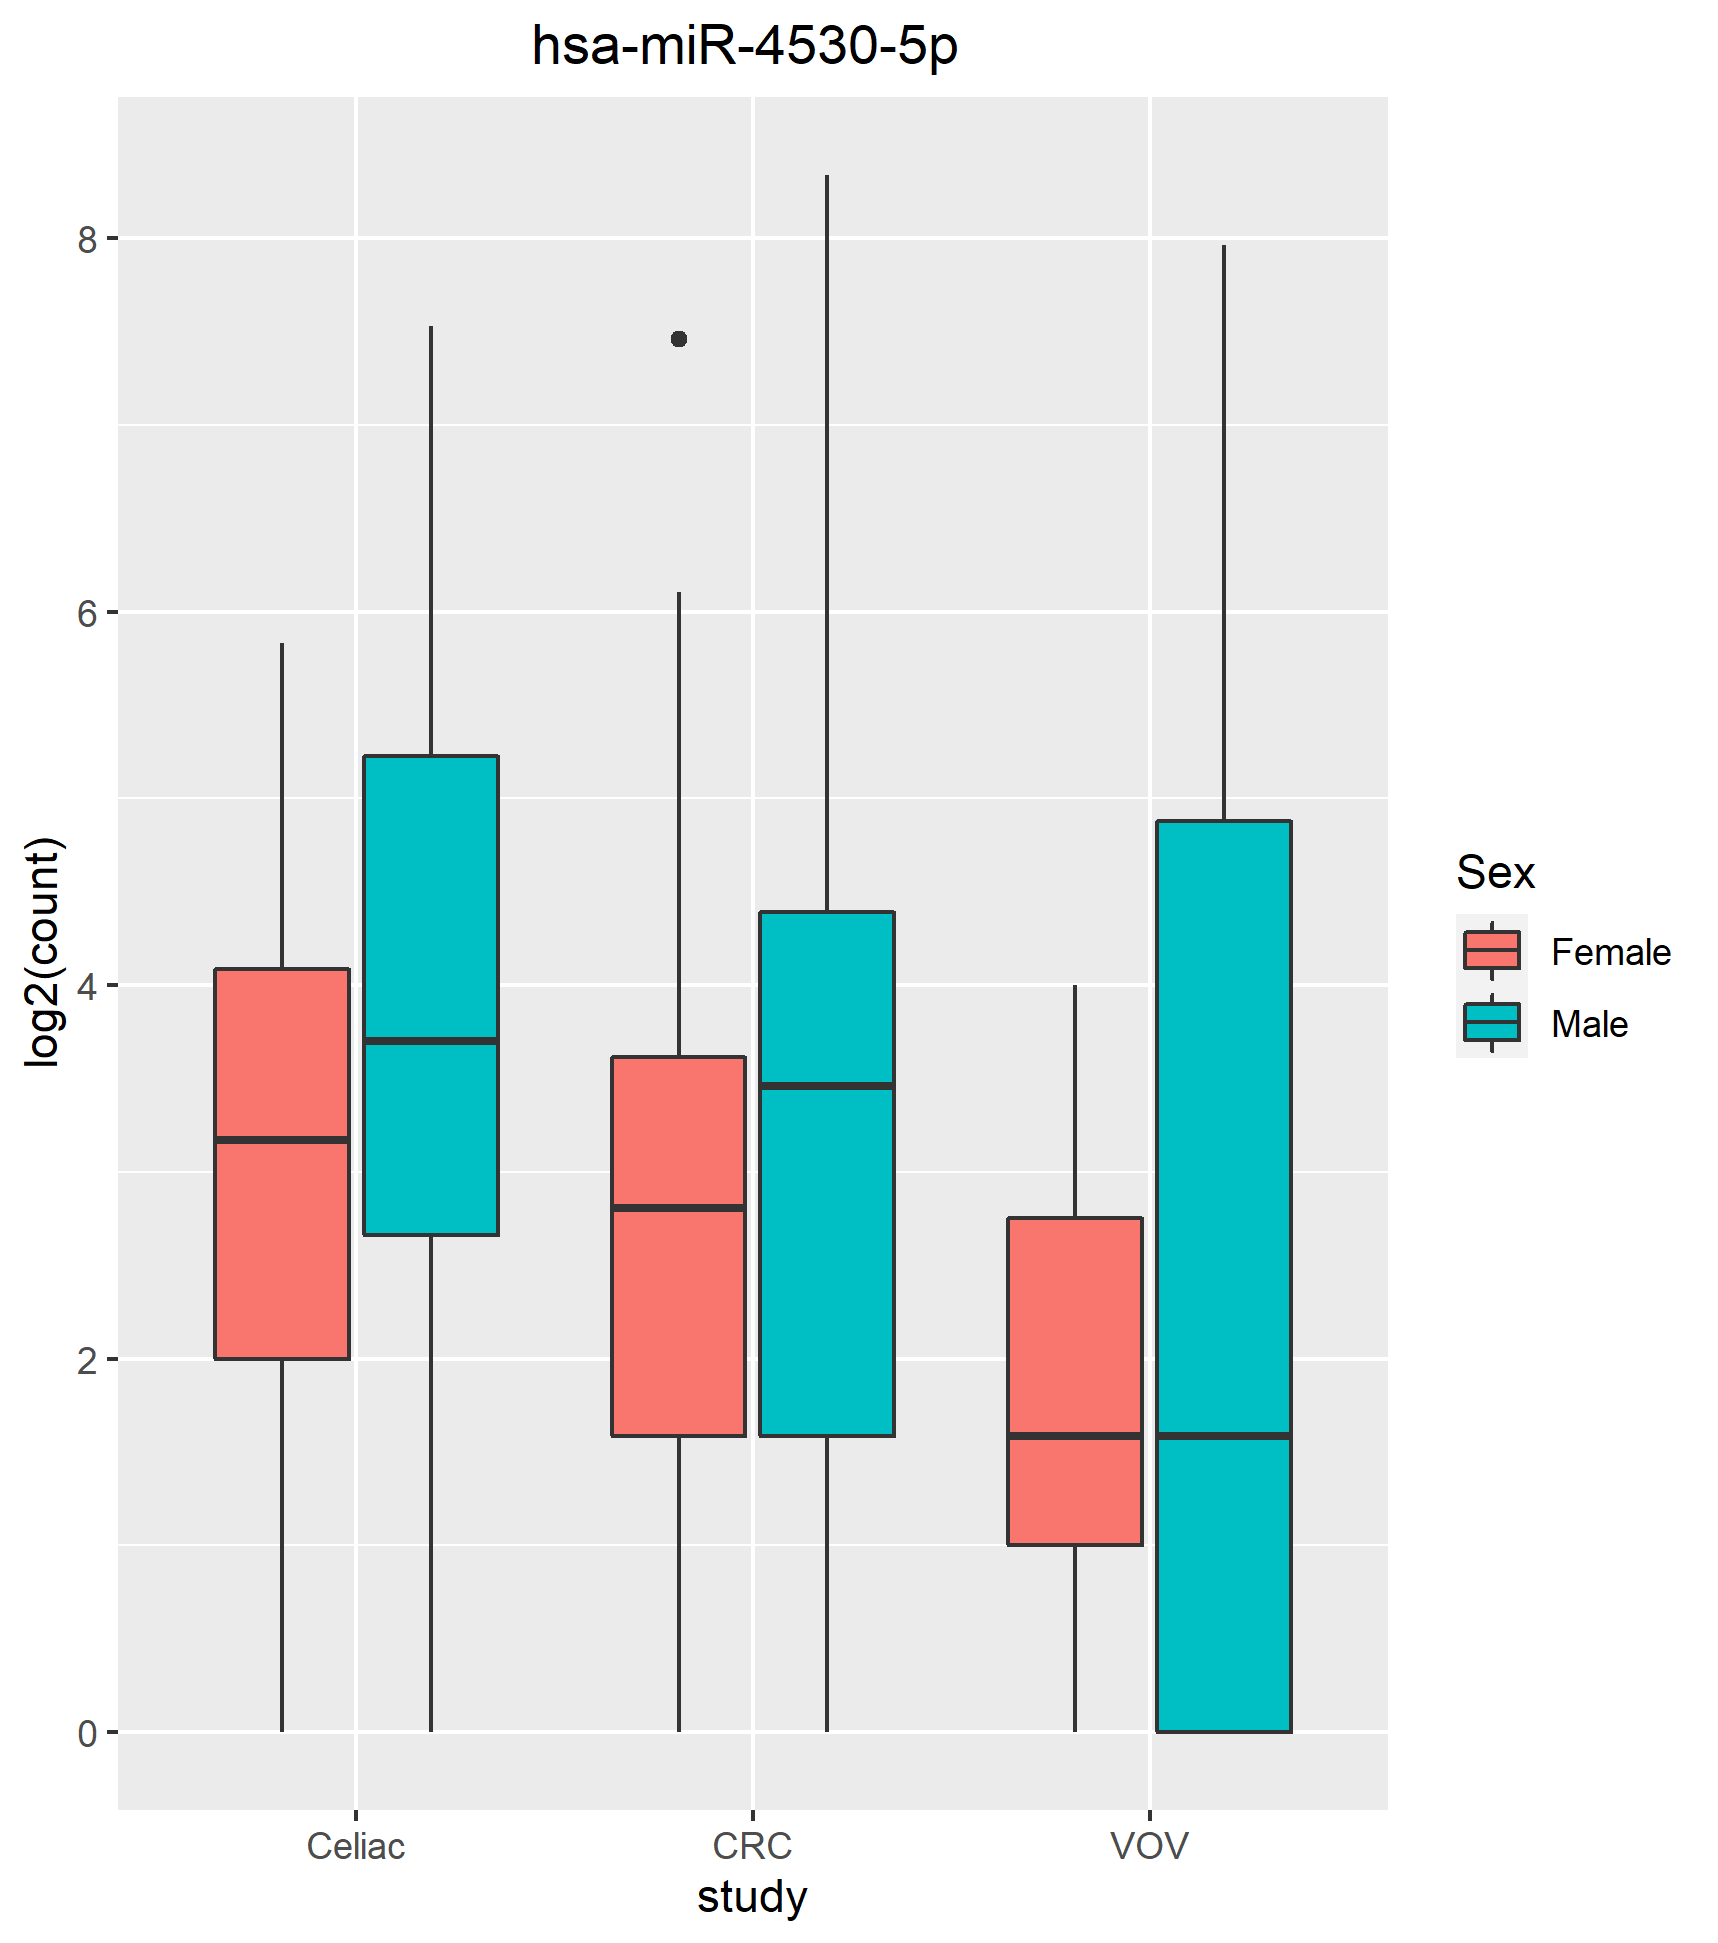 hsa-miR-4530-5p
log2(count)
8
6
4
2
0
Celiac CRC VOV
study
Sex
Female
Male